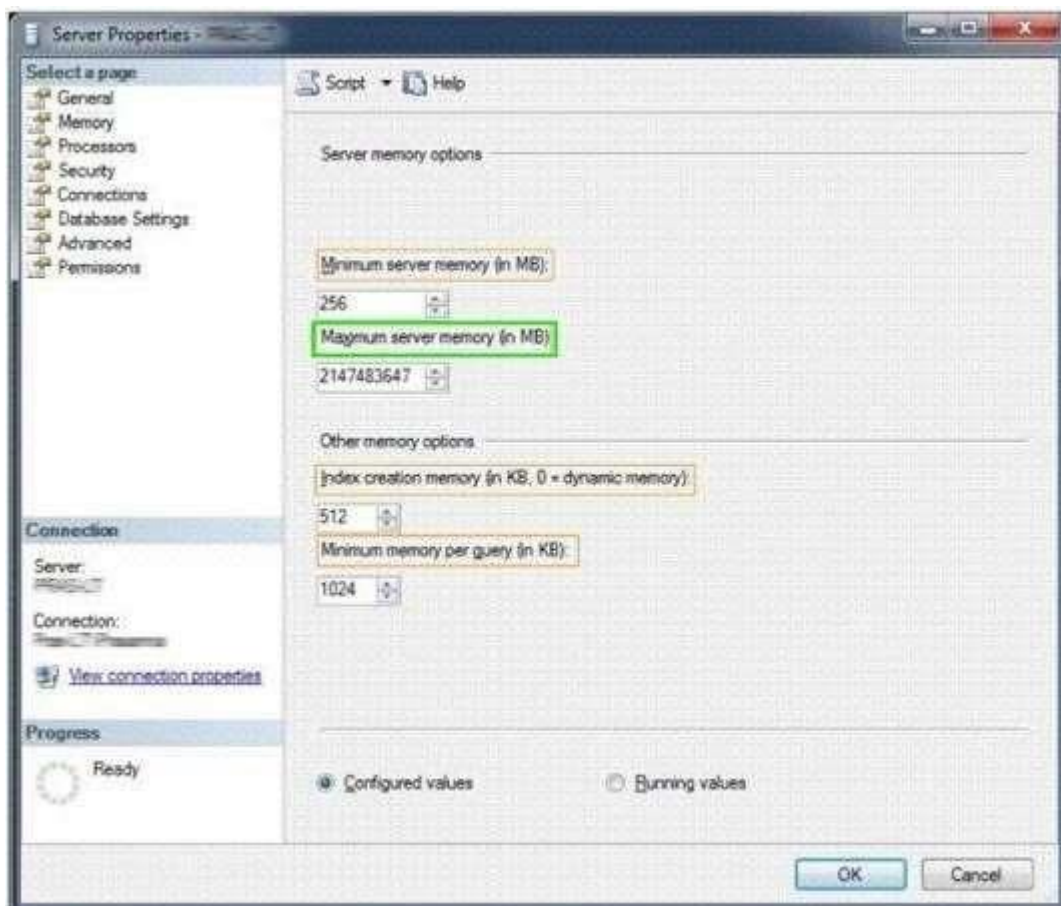 Server Properties -
Select a page
General
Memory
Processors
Security
Connections
Database Settings
Advanced
Permissions
Script
Help
Server memory options
Minimum server memory (in MB):
256
Maximum server memory (in MB)
2147483647
Other memory options
Index creation memory (in KB, 0 = dynamic memory):
512
Minimum memory per query (in KB):
1024
Connection
Server:
Connection:
View connection properties
Progress
Ready
Configured values
Running values
OK
Cancel